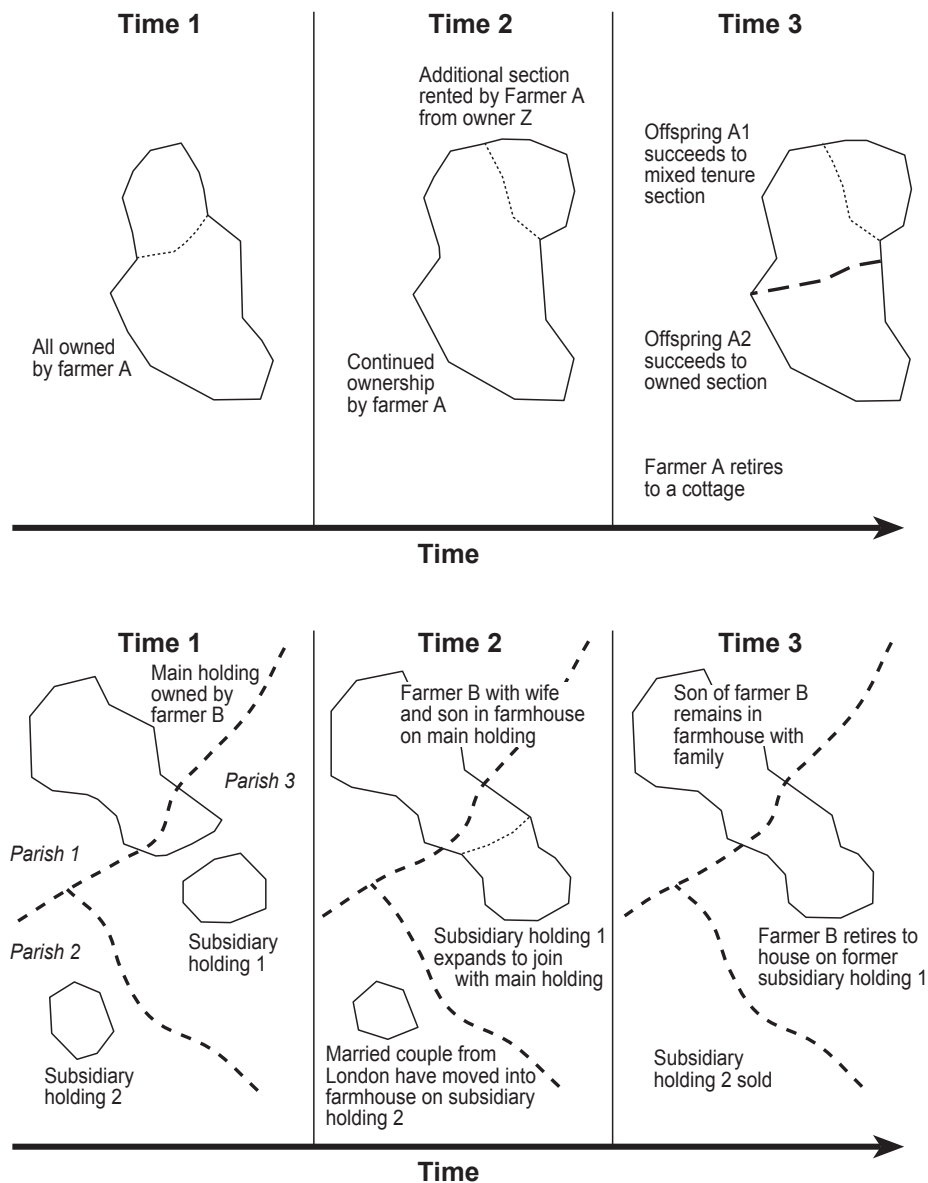 Time 1
Time 2
Time 3
Additional section
rented by Farmer A
from owner Z
Offspring A1
succeeds to
mixed tenure
section
All owned
by farmer A
Continued
ownership
by farmer A
Offspring A2
succeeds to
owned section
Farmer A retires
to a cottage
Time
Time 1
Time 2
Time 3
Main holding
owned by
farmer B
Parish 3
Parish 1
Parish 2
Subsidiary
holding 1
Subsidiary
holding 2
Farmer B with wife
and son in farmhouse
on main holding
Subsidiary holding 1
expands to join
with main holding
Married couple from
London have moved into
farmhouse on subsidiary
holding 2
Son of farmer B
remains in
farmhouse with
family
Farmer B retires to
house on former
subsidiary holding 1
Subsidiary
holding 2 sold
Time